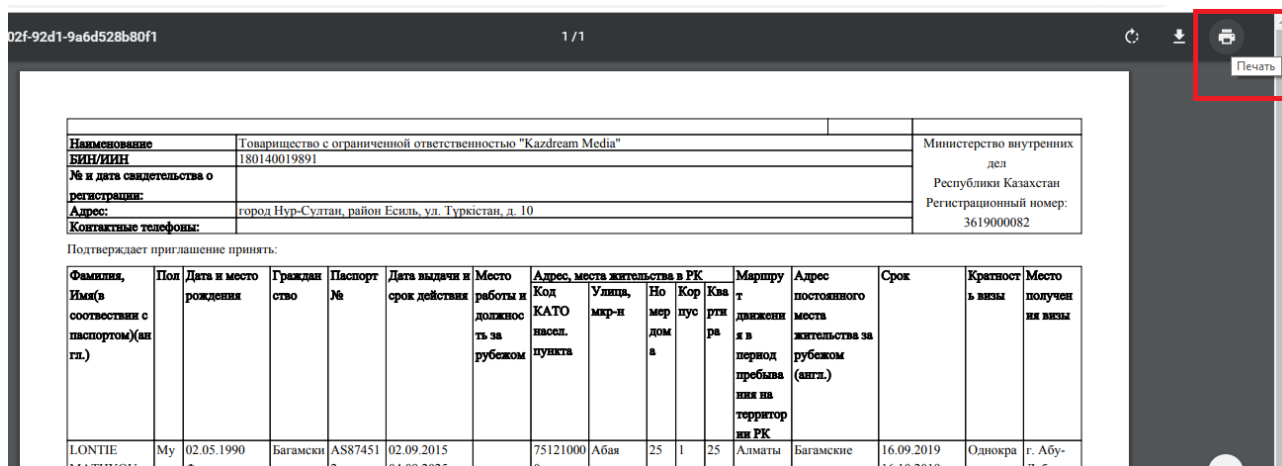 02f-92d1-9a6d528b80f1
1 / 1
Печать
Наименование Товарищество с ограниченной ответственностью "Kazdream Media"
БИН/ИИН 180140019891
№ и дата свидетельства о
регистрации:
Адрес: город Нур-Султан, район Есиль, ул. Түркістан, д. 10
Контактные телефоны:
Министерство внутренних
дел
Республики Казахстан
Регистрационный номер:
3619000082
Подтверждает приглашение принять:
Фамилия,
Имя(в
соотвествии с
паспортом)(ан
гл.)
Пол
Дата и место
рождения
Граждан
ство
Паспорт
№
Дата выдачи и
срок действия
Место
работы и
должнос
ть за
рубежом
Адрес, места жительства в РК
Код
КАТО
насел.
пункта
Улица,
мкр-н
Но
мер
дом
а
Кор
пус
Ква
рти
ра
Маршру
т
движени
я в
период
пребыва
ния на
территор
ии РК
Адрес
постоянного
места
жительства за
рубежом
(англ.)
Срок
Кратност
ь визы
Место
получен
ия визы
LONTIE Му 02.05.1990 Багамски AS87451 02.09.2015 75121000 Абая 25 1 25 Алматы Багамские 16.09.2019 Однокра г. Абу-